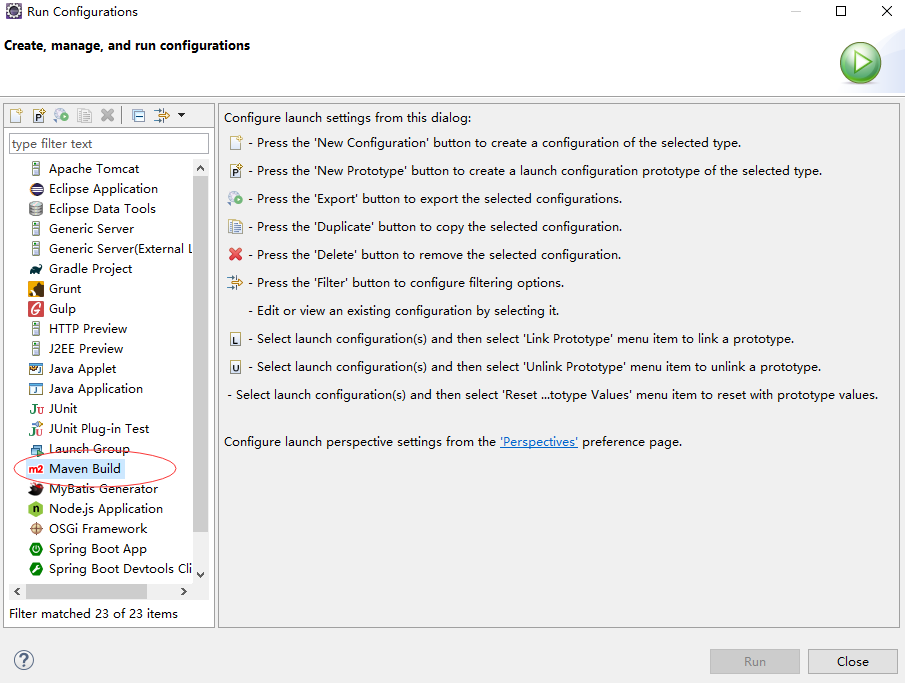 Run Configurations
Create, manage, and run configurations
type filter text
Apache Tomcat
Eclipse Application
Eclipse Data Tools
Generic Server
Generic Server(External L
Gradle Project
Grunt
Gulp
HTTP Preview
J2EE Preview
Java Applet
Java Application
JUnit
JUnit Plug-in Test
Launch Group
m2 Maven Build
MyBatis Generator
Node.js Application
OSGi Framework
Spring Boot App
Spring Boot Devtools Cli
Filter matched 23 of 23 items
Configure launch settings from this dialog:
- Press the 'New Configuration' button to create a configuration of the selected type.
- Press the 'New Prototype' button to create a launch configuration prototype of the selected type.
- Press the 'Export' button to export the selected configurations.
- Press the 'Duplicate' button to copy the selected configuration.
- Press the 'Delete' button to remove the selected configuration.
- Press the 'Filter' button to configure filtering options.
- Edit or view an existing configuration by selecting it.
L - Select launch configuration(s) and then select 'Link Prototype' menu item to link a prototype.
U - Select launch configuration(s) and then select 'Unlink Prototype' menu item to unlink a prototype.
- Select launch configuration(s) and then select 'Reset ...totype Values' menu item to reset with prototype values.
Configure launch perspective settings from the 'Perspectives' preference page.
Run
Close